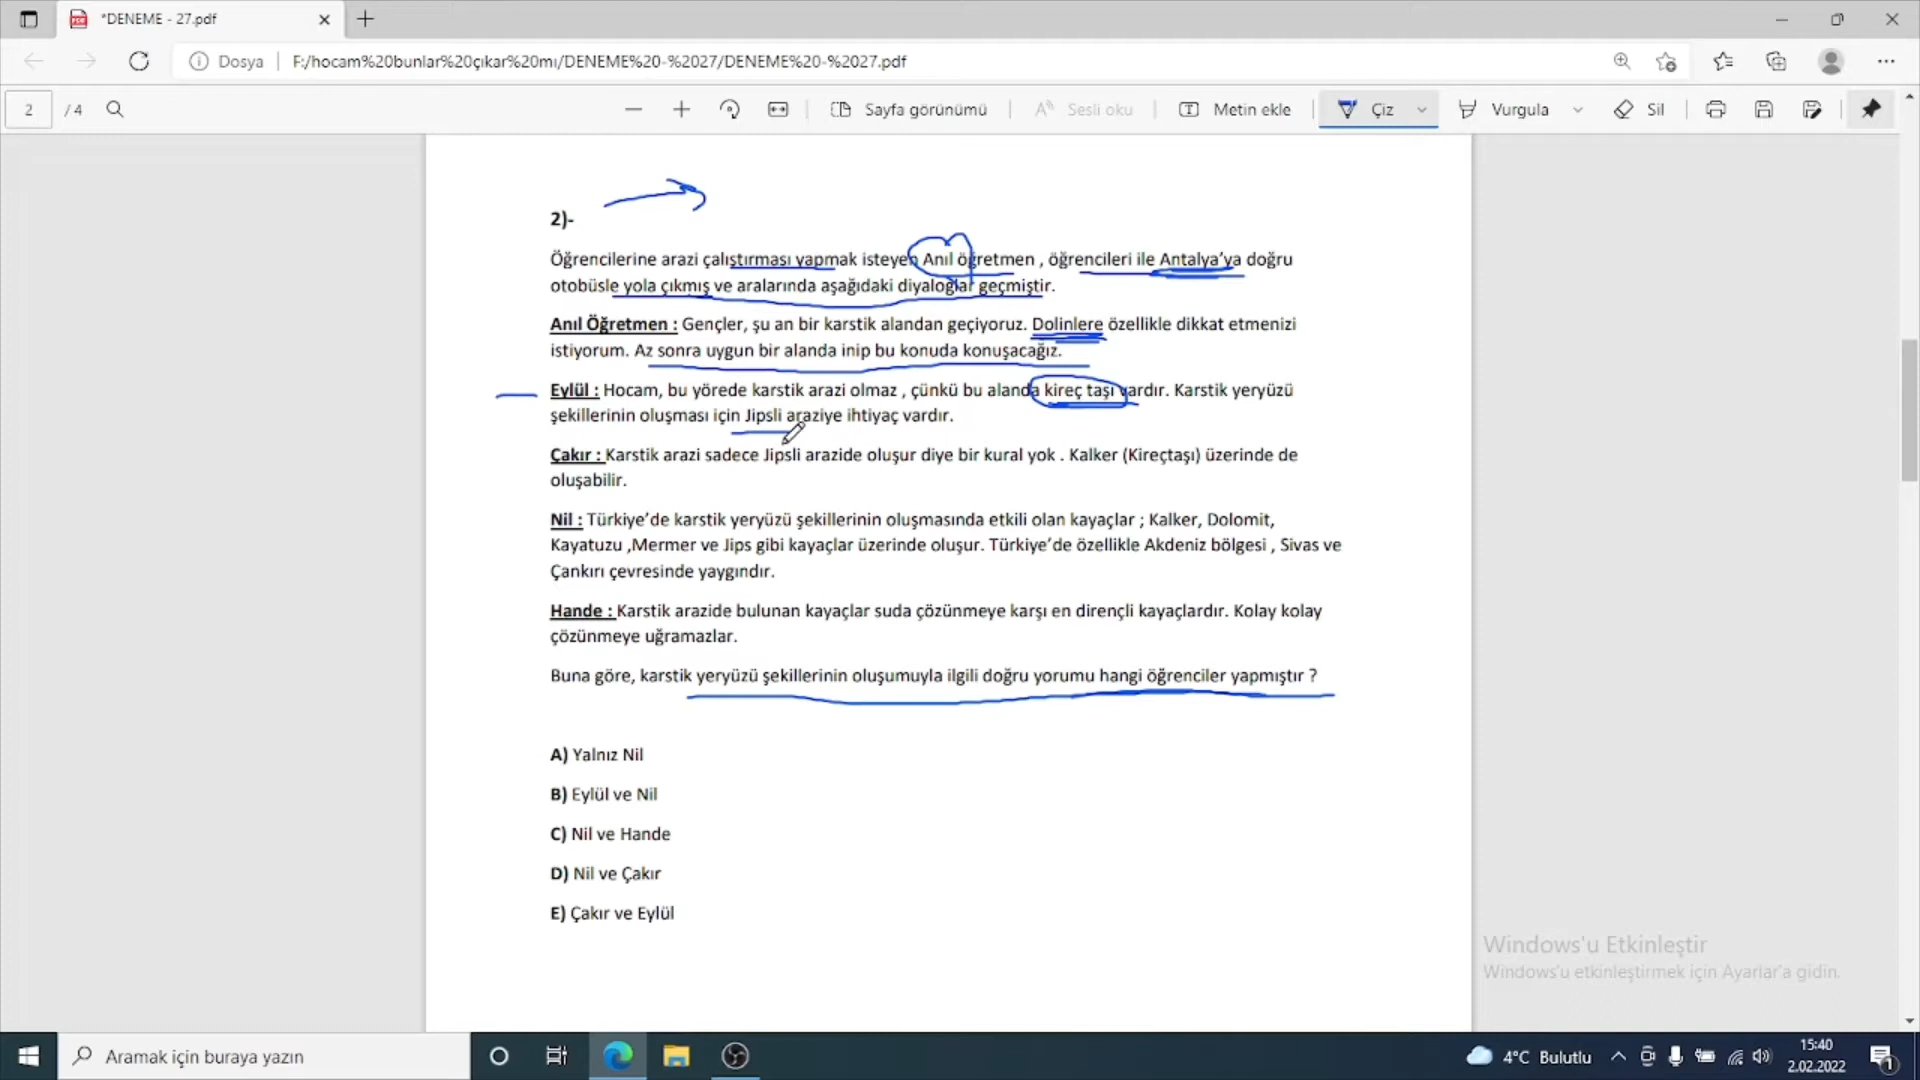 *DENEME - 27.pdf
Dosya
F:/hocam%20bunlar%20çıkar%20mı/DENEME%20-%2027/DENEME%20-%2027.pdf
2 / 4
Sayfa görünümü
Sesli oku
Metin ekle
Çiz
Vurgula
Sil
2)-
Öğrencilerine arazi çalıştırması yapmak isteyen Anıl öğretmen , öğrencileri ile Antalya'ya doğru
otobüsle yola çıkmış ve aralarında aşağıdaki diyaloglar geçmiştir.
Anıl Öğretmen : Gençler, şu an bir karstik alandan geçiyoruz. Dolinlere özellikle dikkat etmenizi
istiyorum. Az sonra uygun bir alanda inip bu konuda konuşacağız.
Eylül : Hocam, bu yörede karstik arazi olmaz , çünkü bu alanda kireç taşı vardır. Karstik yeryüzü
şekillerinin oluşması için Jipsli araziye ihtiyaç vardır.
Çakır : Karstik arazi sadece Jipsli arazide oluşur diye bir kural yok . Kalker (Kireçtaşı) üzerinde de
oluşabilir.
Nil : Türkiye'de karstik yeryüzü şekillerinin oluşmasında etkili olan kayaçlar ; Kalker, Dolomit,
Kayatuzu ,Mermer ve Jips gibi kayaçlar üzerinde oluşur. Türkiye'de özellikle Akdeniz bölgesi , Sivas ve
Çankırı çevresinde yaygındır.
Hande : Karstik arazide bulunan kayaçlar suda çözünmeye karşı en dirençli kayaçlardır. Kolay kolay
çözünmeye uğramazlar.
Buna göre, karstik yeryüzü şekillerinin oluşumuyla ilgili doğru yorumu hangi öğrenciler yapmıştır ?
A) Yalnız Nil
B) Eylül ve Nil
C) Nil ve Hande
D) Nil ve Çakır
E) Çakır ve Eylül
Windows'u Etkinleştir
Windows'u etkinleştirmek için Ayarlar'a gidin.
Aramak için buraya yazın
4°C Bulutlu
15:40
2.02.2022
1